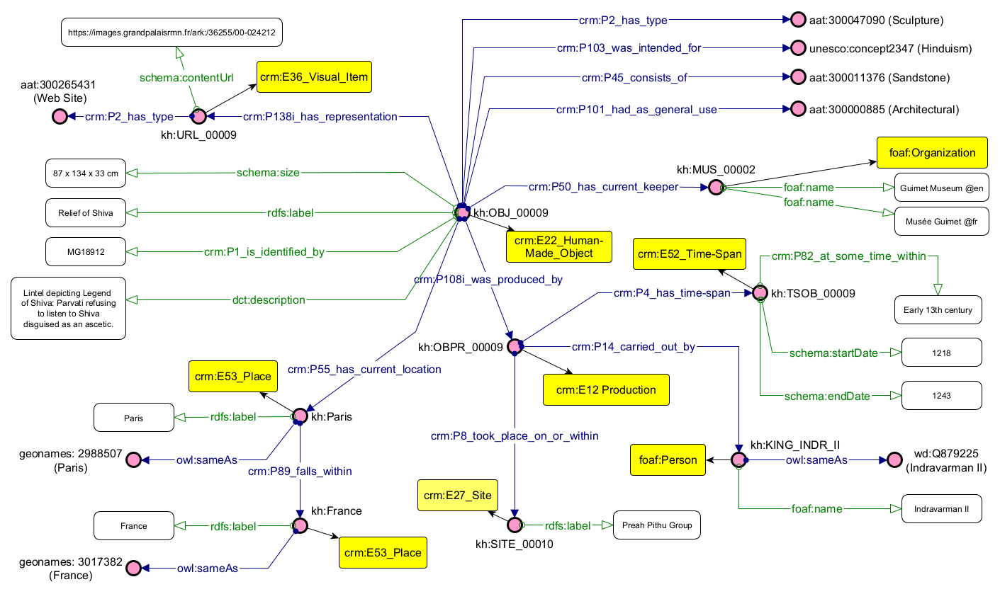 crm:P2_has_type
aat:300047090 (Sculpture)
https://images.grandpalaisrmn.fr/ark:/36255/00-024212
crm:P103_was_intended_for
unesco:concept2347 (Hinduism)
schema:contentUrl
crm:E36_Visual_Item
crm:P45_consists_of
aat:300011376 (Sandstone)
aat:300265431
(Web Site)
crm:P2_has_type
crm:P138i_has_representation
kh:URL_00009
crm:P101_had_as_general_use
aat:300000885 (Architectural)
foaf:Organization
kh:MUS_00002
87 x 134 x 33 cm
schema:size
crm:P50_has_current_keeper
foaf:name
Guimet Museum @en
foaf:name
Musée Guimet @fr
Relief of Shiva
rdfs:label
kh:OBJ_00009
crm:E22_Human-
Made_Object
MG18912
crm:P1_is_identified_by
crm:E52_Time-Span
crm:P82_at_some_time_within
crm:P108i_was_produced_by
Lintel depicting Legend
of Shiva: Parvati refusing
to listen to Shiva
disguised as an ascetic.
dct:description
crm:P4_has_time-span
kh:TSOB_00009
Early 13th century
kh:OBPR_00009
crm:P14_carried_out_by
schema:startDate
1218
crm:P55_has_current_location
crm:E53_Place
crm:E12 Production
schema:endDate
1243
Paris
rdfs:label
kh:Paris
crm:P8_took_place_on_or_within
kh:KING_INDR_II
geonames: 2988507
(Paris)
owl:sameAs
crm:P89_falls_within
foaf:Person
owl:sameAs
wd:Q879225
(Indravarman II)
crm:E27_Site
kh:France
foaf:name
Indravarman II
France
rdfs:label
rdfs:label
Preah Pithu Group
kh:SITE_00010
crm:E53_Place
geonames: 3017382
(France)
owl:sameAs